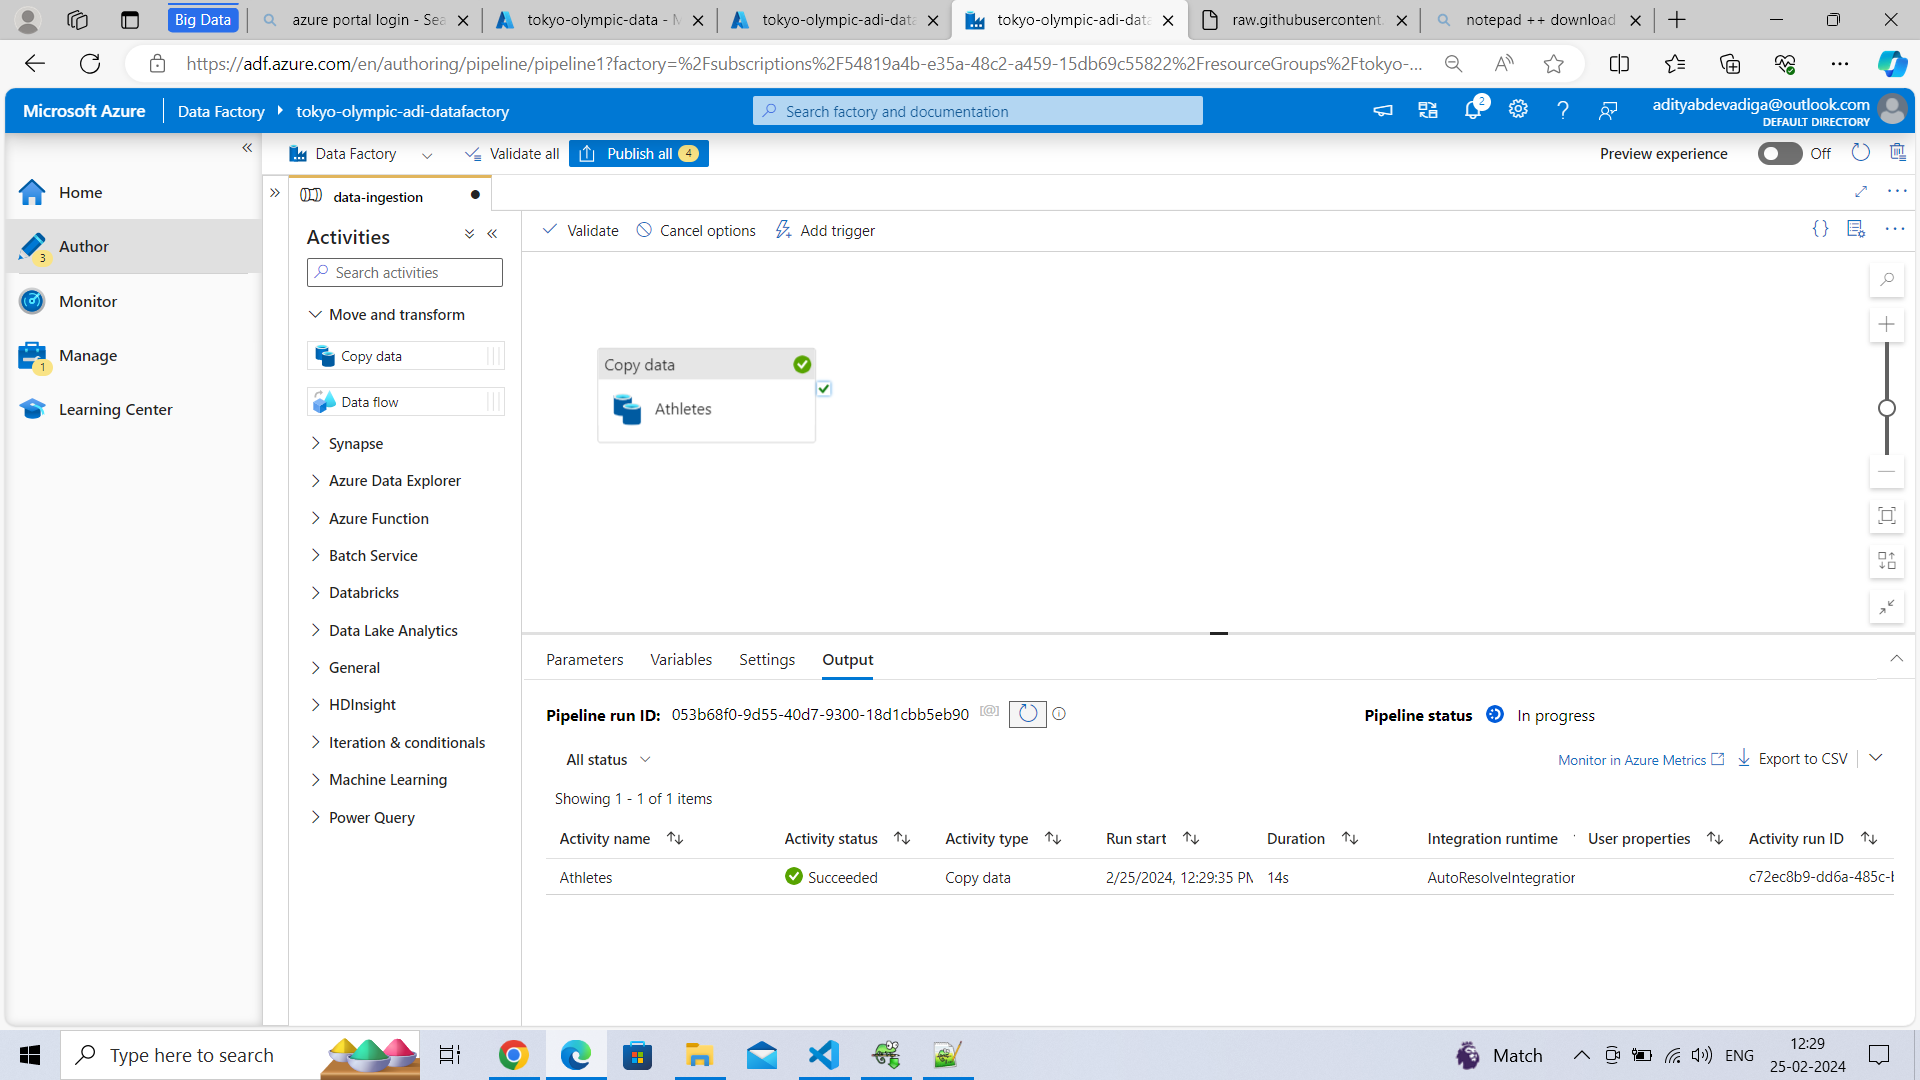 Big Data
azure portal login - Sea
tokyo-olympic-data - M
tokyo-olympic-adi-data
tokyo-olympic-adi-data
raw.githubusercontent.
notepad ++ download
https://adf.azure.com/en/authoring/pipeline/pipeline1?factory=%2Fsubscriptions%2F54819a4b-e35a-48c2-a459-15db69c55822%2FresourceGroups%2Ftokyo-...
Microsoft Azure
Data Factory
tokyo-olympic-adi-datafactory
Search factory and documentation
2
adityabdevadiga@outlook.com
DEFAULT DIRECTORY
Data Factory
Validate all
Publish all 4
Preview experience
Off
Home
Author
3
Monitor
Manage
1
Learning Center
data-ingestion
Activities
Search activities
Move and transform
Copy data
Data flow
Synapse
Azure Data Explorer
Azure Function
Batch Service
Databricks
Data Lake Analytics
General
HDInsight
Iteration & conditionals
Machine Learning
Power Query
Validate
Cancel options
Add trigger
{}
Copy data
Athletes
Parameters
Variables
Settings
Output
Pipeline run ID: 053b68f0-9d55-40d7-9300-18d1cbb5eb90
[@]
Pipeline status
In progress
All status
Monitor in Azure Metrics
Export to CSV
Showing 1 - 1 of 1 items
Activity name Activity status Activity type Run start Duration Integration runtime User properties Activity run ID
Athletes Succeeded Copy data 2/25/2024, 12:29:35 PM 14s AutoResolveIntegration c72ec8b9-dd6a-485c-b
Type here to search
Match
ENG
12:29
25-02-2024